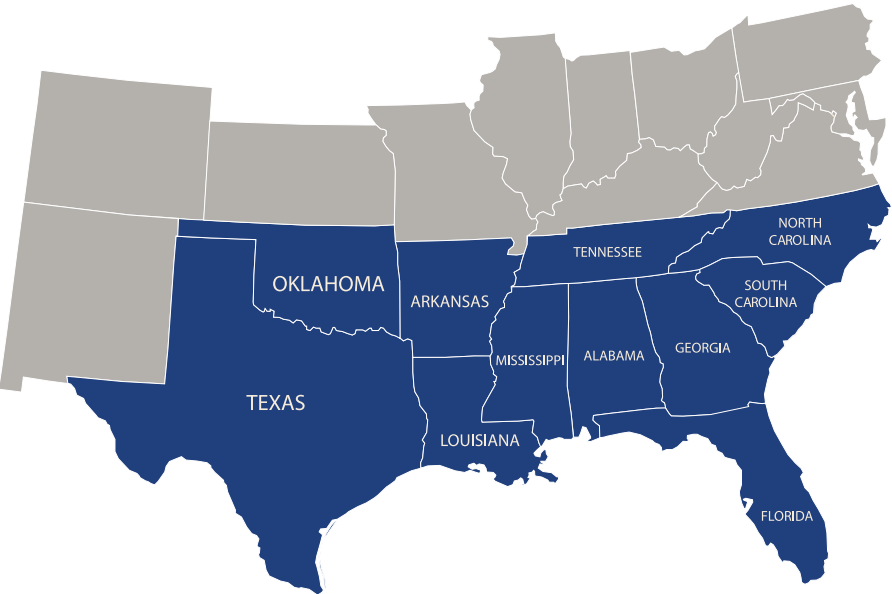 NORTH
CAROLINA
TENNESSEE
OKLAHOMA
SOUTH
CAROLINA
ARKANSAS
GEORGIA
ALABAMA
MISSISSIPPI
TEXAS
LOUISIANA
FLORIDA